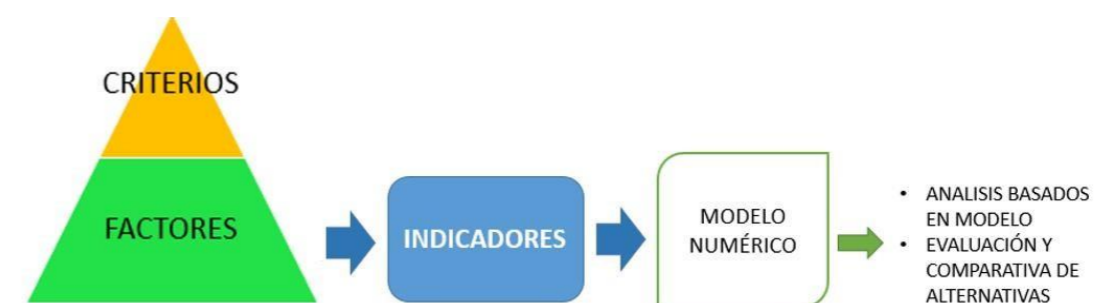 CRITERIOS
FACTORES
INDICADORES
MODELO
NUMÉRICO
• ANALISIS BASADOS
EN MODELO
• EVALUACIÓN Y
COMPARATIVA DE
ALTERNATIVAS